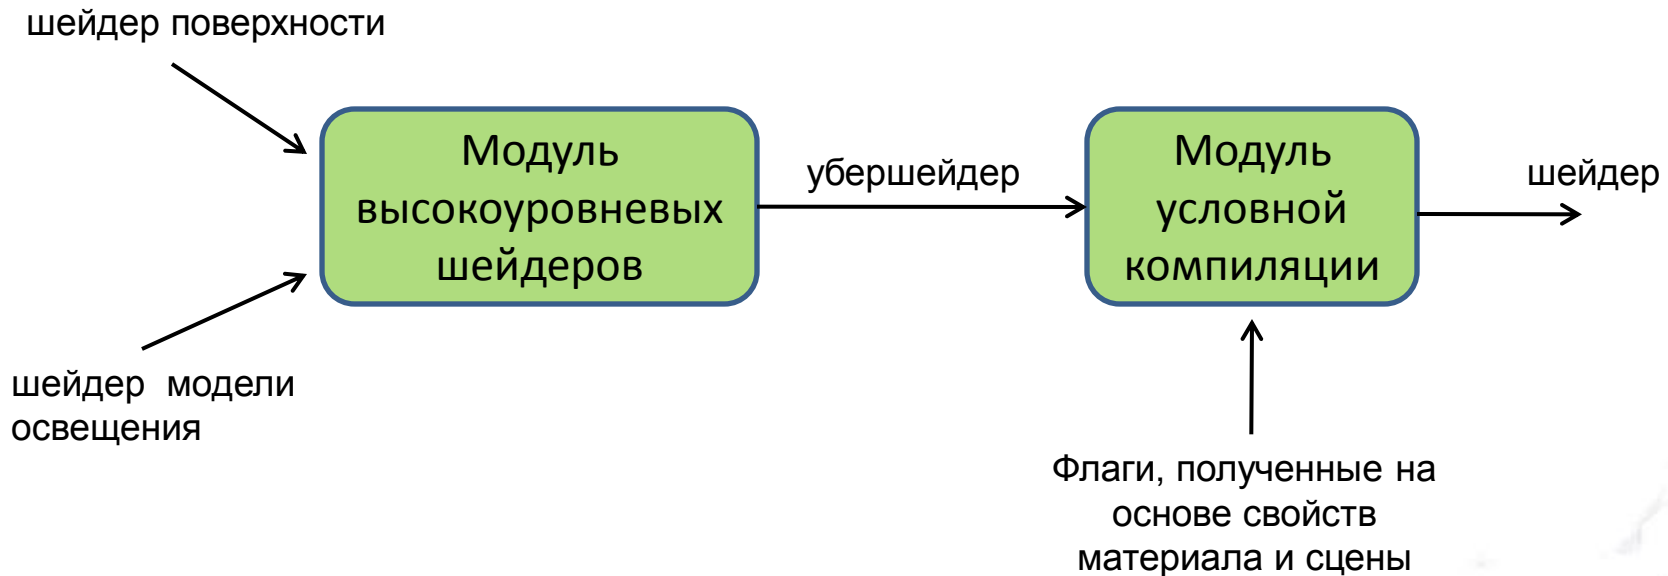 шейдер поверхности
Модуль
высокоуровневых
шейдеров
убершейдер
Модуль
условной
компиляции
шейдер
шейдер модели
освещения
Флаги, полученные на
основе свойств
материала и сцены